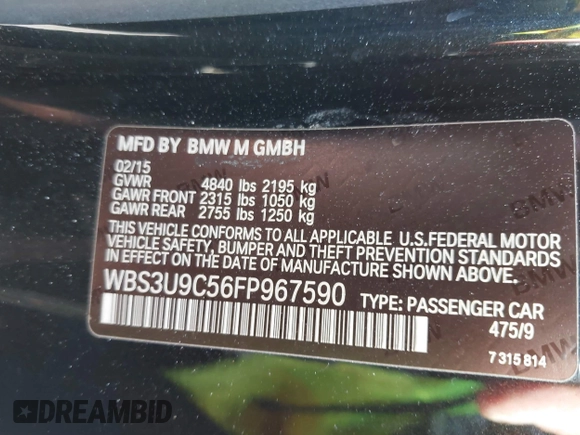 MFD BY BMW M GMBH
02/15
GVWR 4840 lbs 2195 kg
GAWR FRONT 2315 lbs 1050 kg
GAWR REAR 2755 lbs 1250 kg
THIS VEHICLE CONFORMS TO ALL APPLICABLE U.S.FEDERAL MOTOR
VEHICLE SAFETY, BUMPER AND THEFT PREVENTION STANDARDS
IN EFFECT ON THE DATE OF MANUFACTURE SHOWN ABOVE.
WBS3U9C56FP967590 TYPE: PASSENGER CAR
475/9
7 315 814
BMW
BMW
BMW
DREAMBID